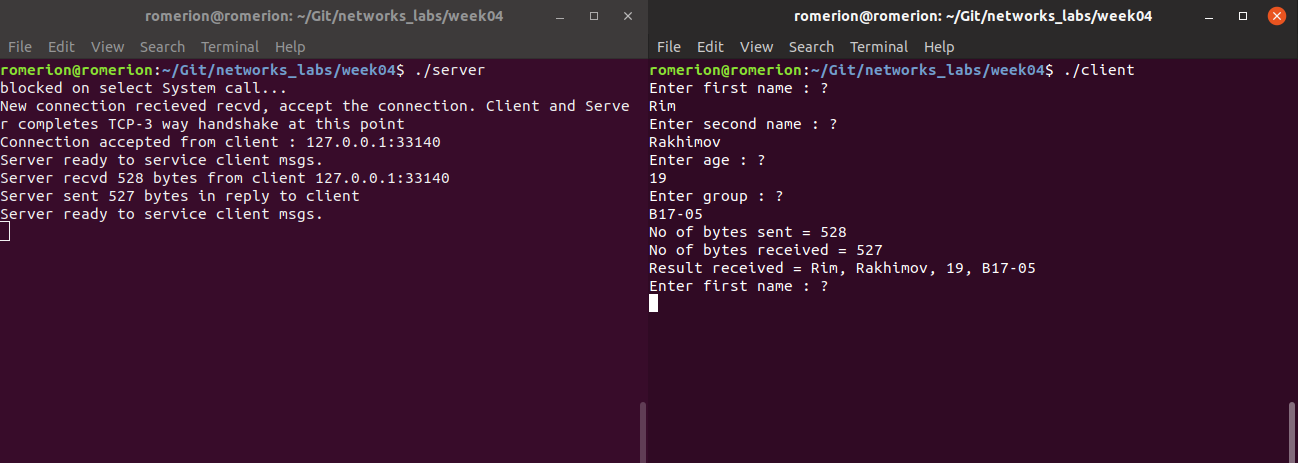 romerion@romerion: ~/Git/networks_labs/week04
File Edit View Search Terminal Help
romerion@romerion:~/Git/networks_labs/week04$ ./server
blocked on select System call...
New connection recieved recvd, accept the connection. Client and Serve
r completes TCP-3 way handshake at this point
Connection accepted from client : 127.0.0.1:33140
Server ready to service client msgs.
Server recvd 528 bytes from client 127.0.0.1:33140
Server sent 527 bytes in reply to client
Server ready to service client msgs.
romerion@romerion: ~/Git/networks_labs/week04
File Edit View Search Terminal Help
romerion@romerion:~/Git/networks_labs/week04$ ./client
Enter first name : ?
Rim
Enter second name : ?
Rakhimov
Enter age : ?
19
Enter group : ?
B17-05
No of bytes sent = 528
No of bytes received = 527
Result received = Rim, Rakhimov, 19, B17-05
Enter first name : ?